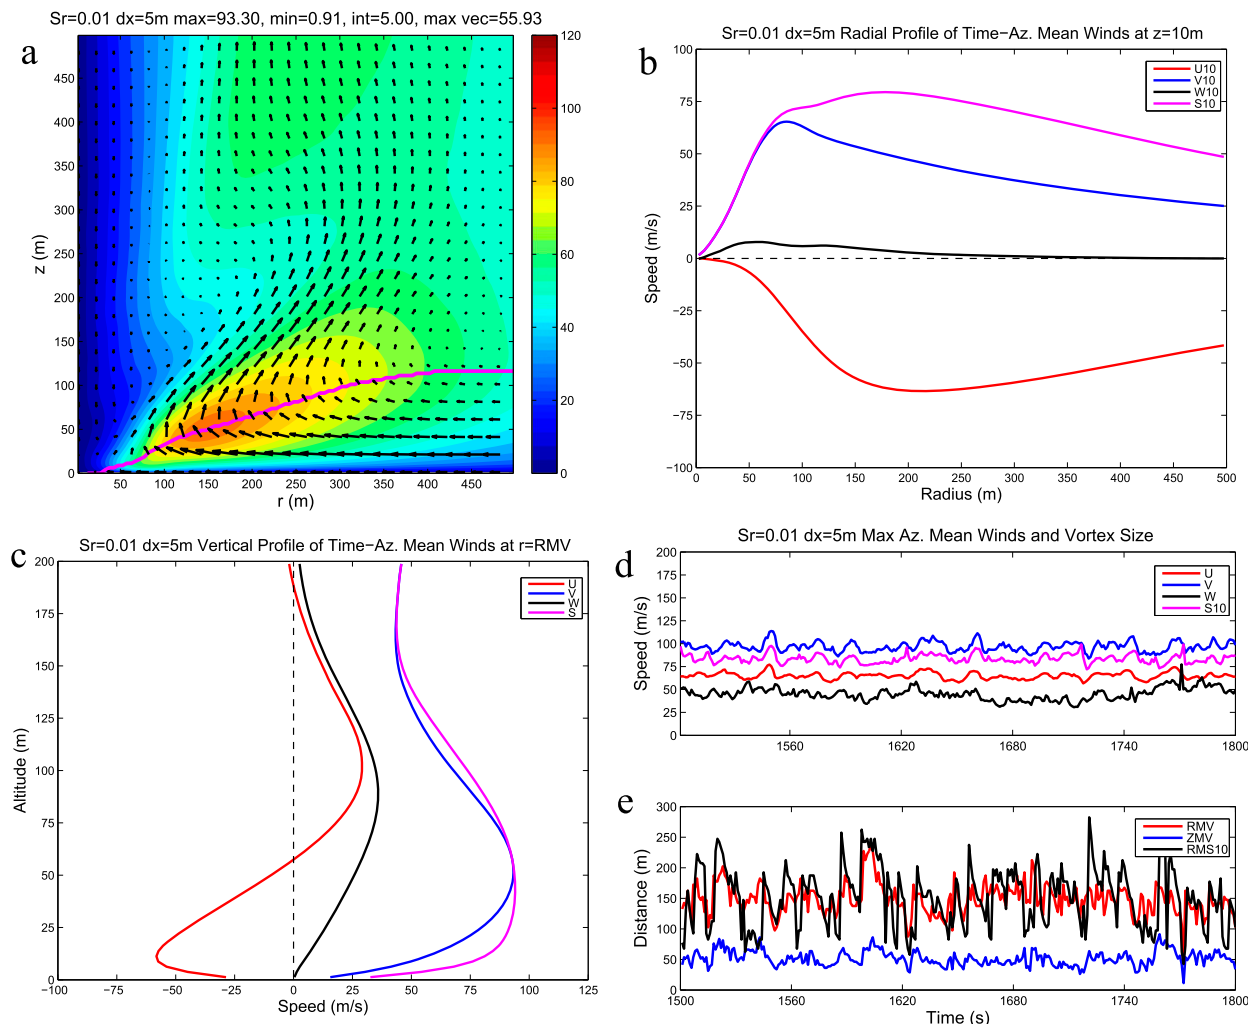 a
Sr=0.01 dx=5m max=93.30, min=0.91, int=5.00, max vec=55.93
z (m)
450
400
350
300
250
200
150
100
50
0
50 100 150 200 250 300 350 400 450
r (m)
120
100
80
60
40
20
0
b
Sr=0.01 dx=5m Radial Profile of Time−Az. Mean Winds at z=10m
Speed (m/s)
100
75
50
25
0
−25
−50
−75
−100
0 50 100 150 200 250 300 350 400 450 500
Radius (m)
U10
V10
W10
S10
c
Sr=0.01 dx=5m Vertical Profile of Time−Az. Mean Winds at r=RMV
Altitude (m)
200
175
150
125
100
75
50
25
0
−100 −75 −50 −25 0 25 50 75 100 125
Speed (m/s)
U
V
W
S
d
Sr=0.01 dx=5m Max Az. Mean Winds and Vortex Size
Speed (m/s)
200
175
150
125
100
75
50
25
0
1560 1620 1680 1740 1800
U
V
W
S10
e
Distance (m)
300
250
200
150
100
50
0
1500 1560 1620 1680 1740 1800
Time (s)
RMV
ZMV
RMS10